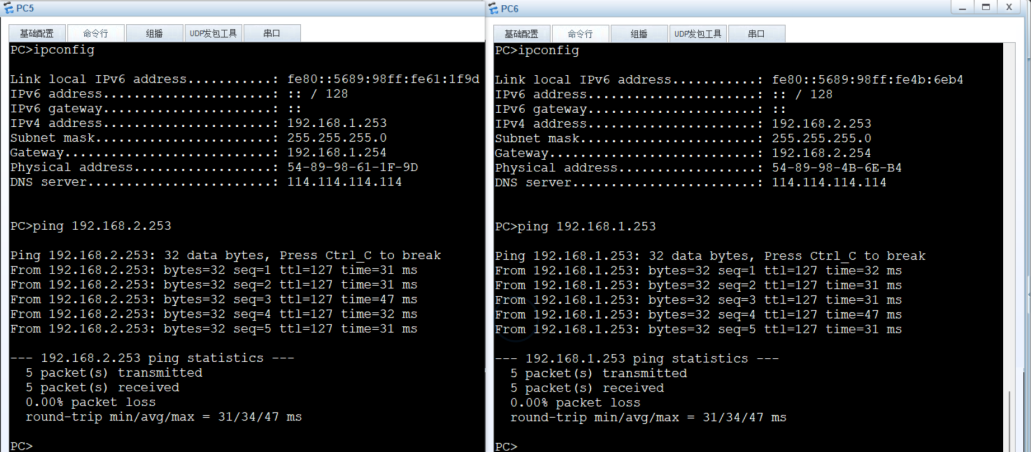 PC5
基础配置 命令行 组播 UDP发包工具 串口
PC>ipconfig
Link local IPv6 address...........: fe80::5689:98ff:fe61:1f9d
IPv6 address......................: :: / 128
IPv6 gateway......................: ::
IPv4 address......................: 192.168.1.253
Subnet mask.......................: 255.255.255.0
Gateway...........................: 192.168.1.254
Physical address..................: 54-89-98-61-1F-9D
DNS server........................: 114.114.114.114
PC>ping 192.168.2.253
Ping 192.168.2.253: 32 data bytes, Press Ctrl_C to break
From 192.168.2.253: bytes=32 seq=1 ttl=127 time=31 ms
From 192.168.2.253: bytes=32 seq=2 ttl=127 time=31 ms
From 192.168.2.253: bytes=32 seq=3 ttl=127 time=47 ms
From 192.168.2.253: bytes=32 seq=4 ttl=127 time=32 ms
From 192.168.2.253: bytes=32 seq=5 ttl=127 time=31 ms
--- 192.168.2.253 ping statistics ---
5 packet(s) transmitted
5 packet(s) received
0.00% packet loss
round-trip min/avg/max = 31/34/47 ms
PC>
PC6
基础配置 命令行 组播 UDP发包工具 串口
PC>ipconfig
Link local IPv6 address...........: fe80::5689:98ff:fe4b:6eb4
IPv6 address......................: :: / 128
IPv6 gateway......................: ::
IPv4 address......................: 192.168.2.253
Subnet mask.......................: 255.255.255.0
Gateway...........................: 192.168.2.254
Physical address..................: 54-89-98-4B-6E-B4
DNS server........................: 114.114.114.114
PC>ping 192.168.1.253
Ping 192.168.1.253: 32 data bytes, Press Ctrl_C to break
From 192.168.1.253: bytes=32 seq=1 ttl=127 time=32 ms
From 192.168.1.253: bytes=32 seq=2 ttl=127 time=31 ms
From 192.168.1.253: bytes=32 seq=3 ttl=127 time=31 ms
From 192.168.1.253: bytes=32 seq=4 ttl=127 time=47 ms
From 192.168.1.253: bytes=32 seq=5 ttl=127 time=31 ms
--- 192.168.1.253 ping statistics ---
5 packet(s) transmitted
5 packet(s) received
0.00% packet loss
round-trip min/avg/max = 31/34/47 ms
PC>